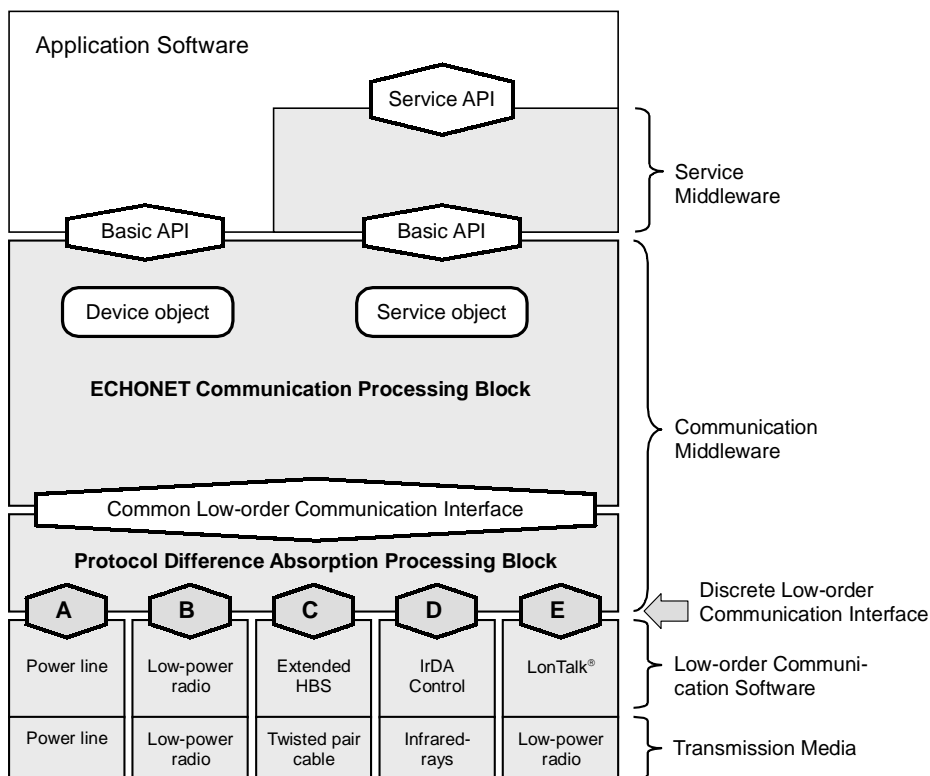 Application Software
Service API
Service
Middleware
Basic API
Basic API
Device object
Service object
ECHONET Communication Processing Block
Communication
Middleware
Common Low-order Communication Interface
Protocol Difference Absorption Processing Block
A
B
C
D
E
Discrete Low-order
Communication Interface
Power line
Low-power
radio
Extended
HBS
IrDA
Control
LonTalk®
Low-order Communi-
cation Software
Power line
Low-power
radio
Twisted pair
cable
Infrared-
rays
Low-power
radio
Transmission Media